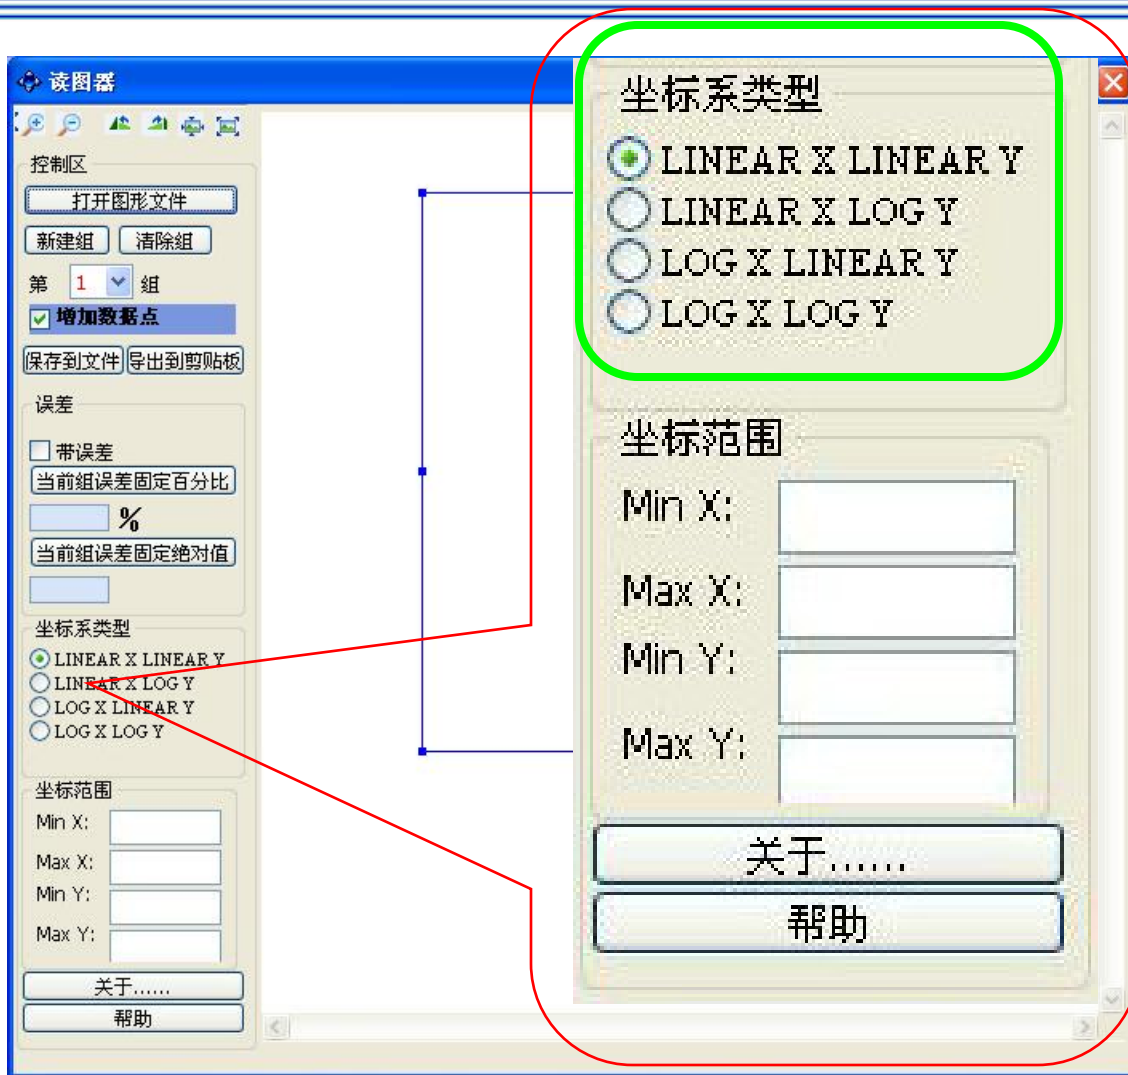 读图器
控制区
打开图形文件
新建组 清除组
第 1 组
增加数据点
保存到文件 导出到剪贴板
误差
带误差
当前组误差固定百分比
%
当前组误差固定绝对值
坐标系类型
LINEAR X LINEAR Y
LINEAR X LOG Y
LOG X LINEAR Y
LOG X LOG Y
坐标范围
Min X:
Max X:
Min Y:
Max Y:
关于......
帮助
坐标系类型
LINEAR X LINEAR Y
LINEAR X LOG Y
LOG X LINEAR Y
LOG X LOG Y
坐标范围
Min X:
Max X:
Min Y:
Max Y:
关于......
帮助